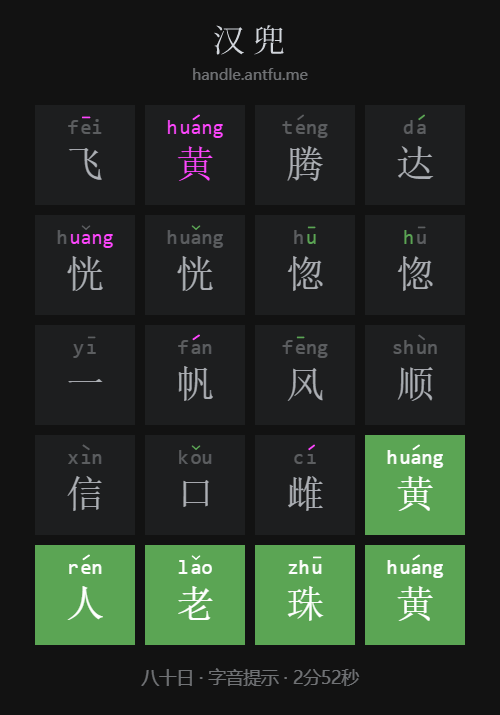 汉兜
handle.antfu.me
fēi huáng téng dá
飞 黄 腾 达
huǎng huǎng hū hū
恍 恍 惚 惚
yī fán fēng shùn
一 帆 风 顺
xìn kǒu cí huáng
信 口 雌 黄
rén lǎo zhū huáng
人 老 珠 黄
八十日 · 字音提示 · 2分52秒